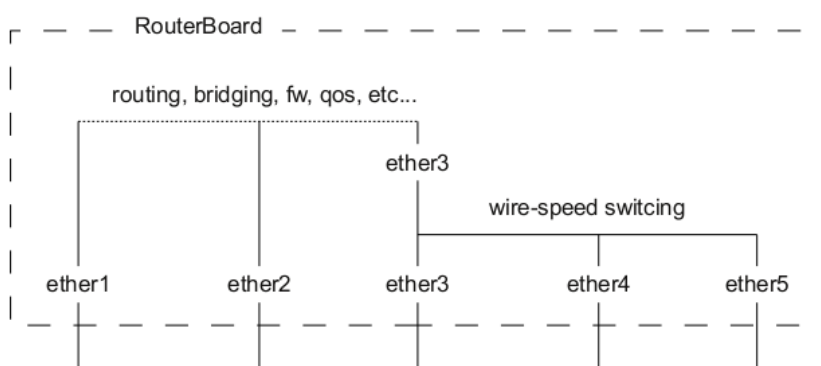 RouterBoard
routing, bridging, fw, qos, etc...
ether3
wire-speed switcing
ether1 ether2 ether3 ether4 ether5